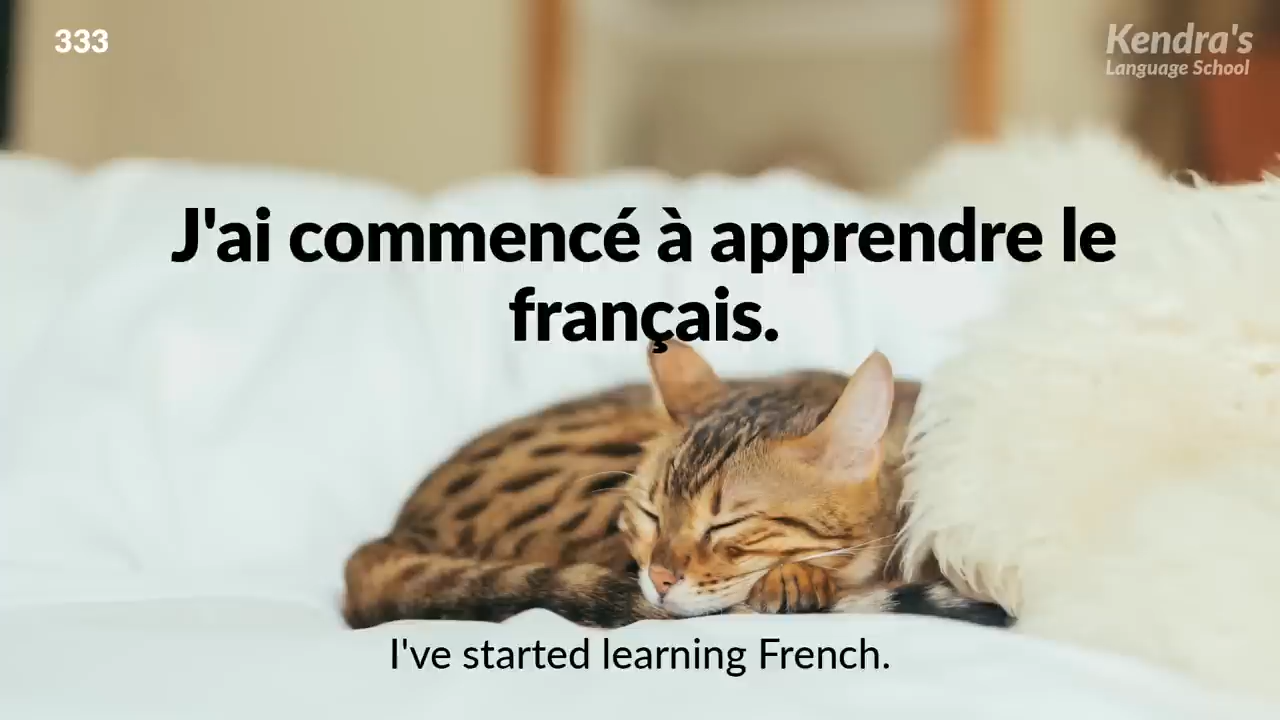 333
Kendra's
Language School
J'ai commencé à apprendre le
français.
I've started learning French.